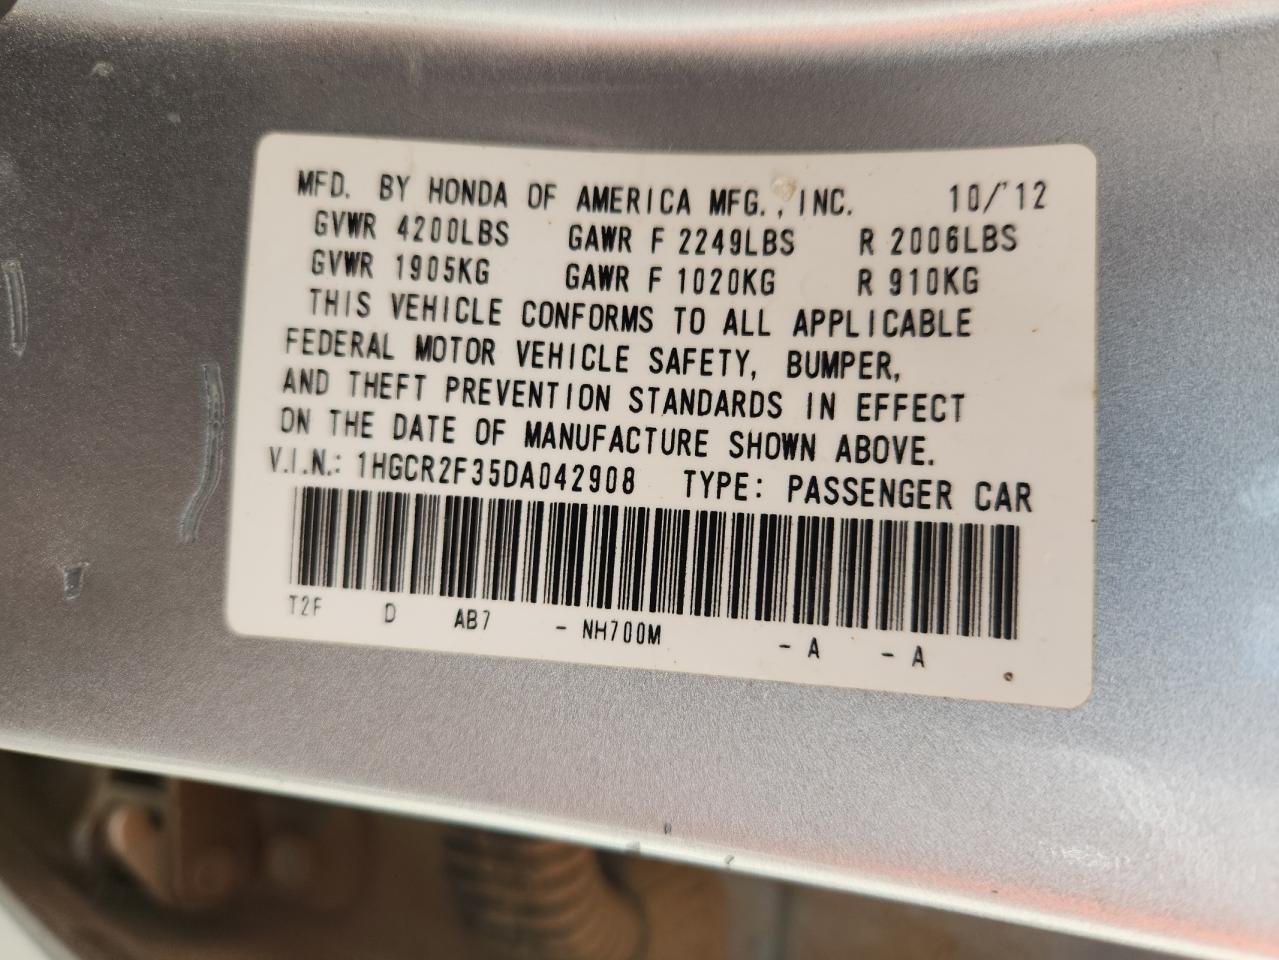 MFD. BY HONDA OF AMERICA MFG., INC. 10/'12
GVWR 4200LBS GAWR F 2249LBS R 2006LBS
GVWR 1905KG GAWR F 1020KG R 910KG
THIS VEHICLE CONFORMS TO ALL APPLICABLE
FEDERAL MOTOR VEHICLE SAFETY, BUMPER,
AND THEFT PREVENTION STANDARDS IN EFFECT
ON THE DATE OF MANUFACTURE SHOWN ABOVE.
V.I.N.: 1HGCR2F35DA042908 TYPE: PASSENGER CAR
T2F D AB7 - NH700M - A - A